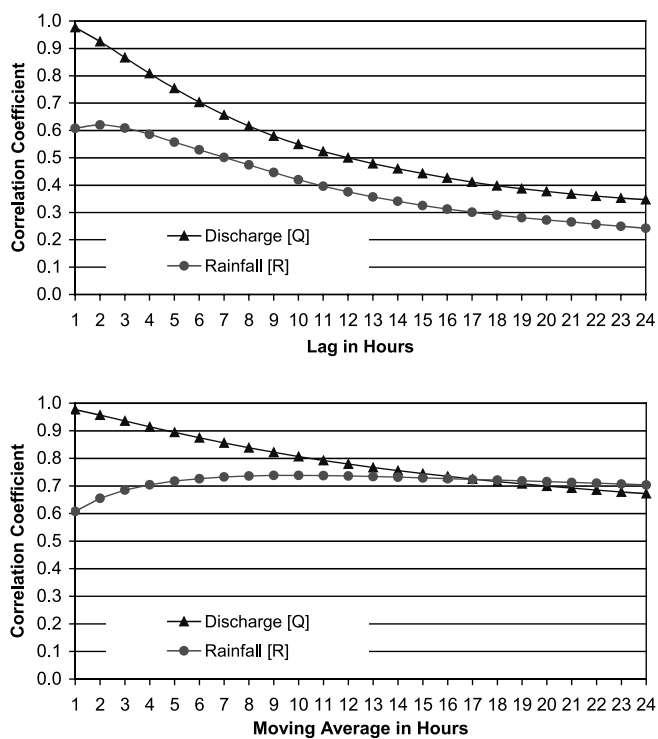 Correlation Coefficient
1.0
0.9
0.8
0.7
0.6
0.5
0.4
0.3
0.2
0.1
0.0
Discharge [Q]
Rainfall [R]
1 2 3 4 5 6 7 8 9 10 11 12 13 14 15 16 17 18 19 20 21 22 23 24
Lag in Hours
Correlation Coefficient
1.0
0.9
0.8
0.7
0.6
0.5
0.4
0.3
0.2
0.1
0.0
Discharge [Q]
Rainfall [R]
1 2 3 4 5 6 7 8 9 10 11 12 13 14 15 16 17 18 19 20 21 22 23 24
Moving Average in Hours